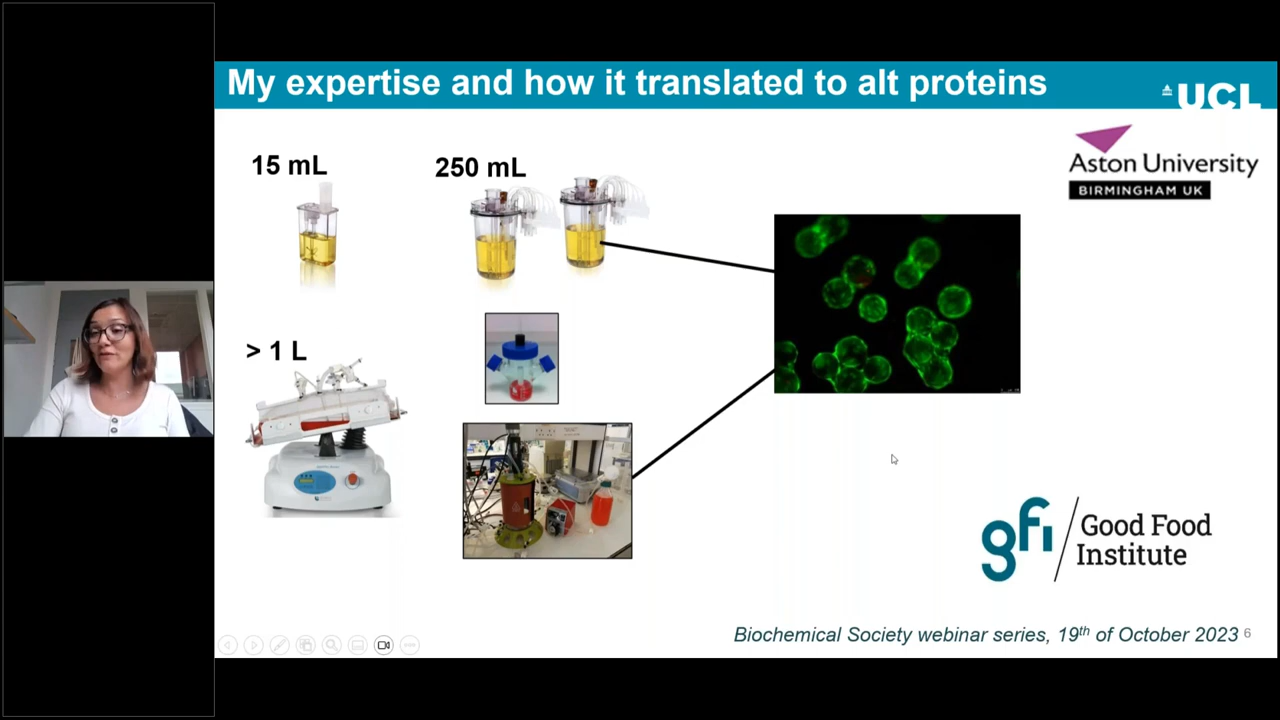 My expertise and how it translated to alt proteins
UCL
15 mL
250 mL
Aston University
BIRMINGHAM UK
> 1 L
gfi
Good Food
Institute
Biochemical Society webinar series, 19th of October 2023
6